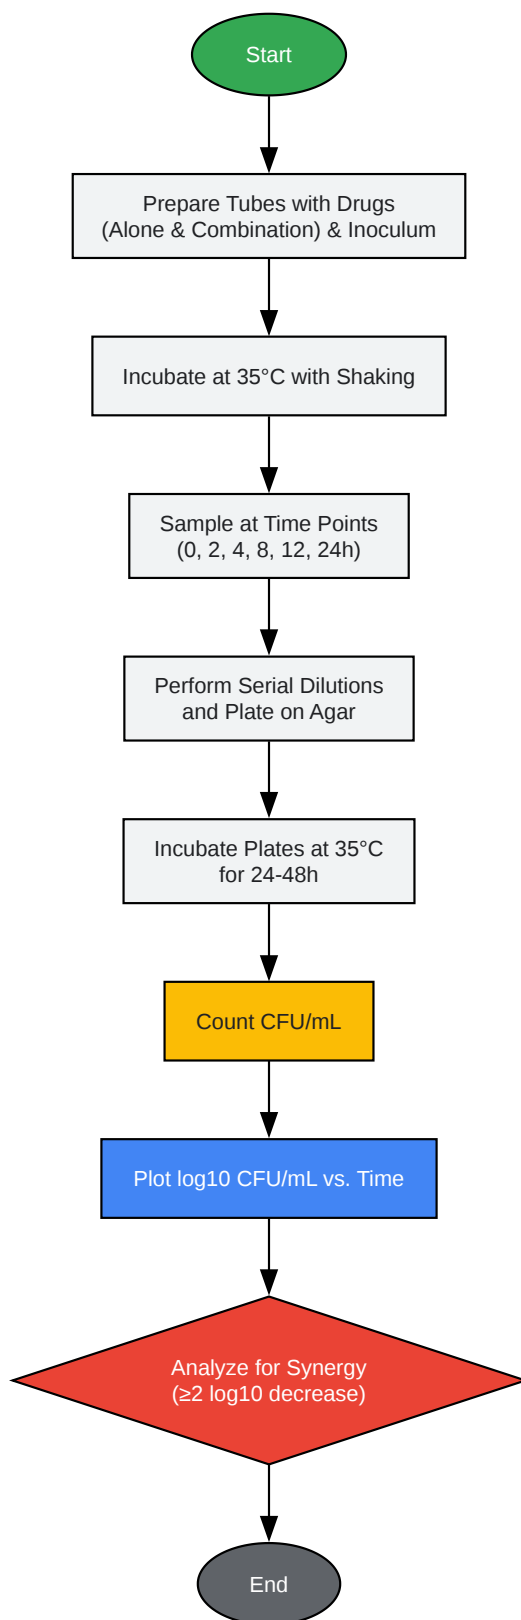 Start
Prepare Tubes with Drugs
(Alone & Combination) & Inoculum
Incubate at 35°C with Shaking
Sample at Time Points
(0, 2, 4, 8, 12, 24h)
Perform Serial Dilutions
and Plate on Agar
Incubate Plates at 35°C
for 24-48h
Count CFU/mL
Plot log10 CFU/mL vs. Time
Analyze for Synergy
(≥2 log10 decrease)
End